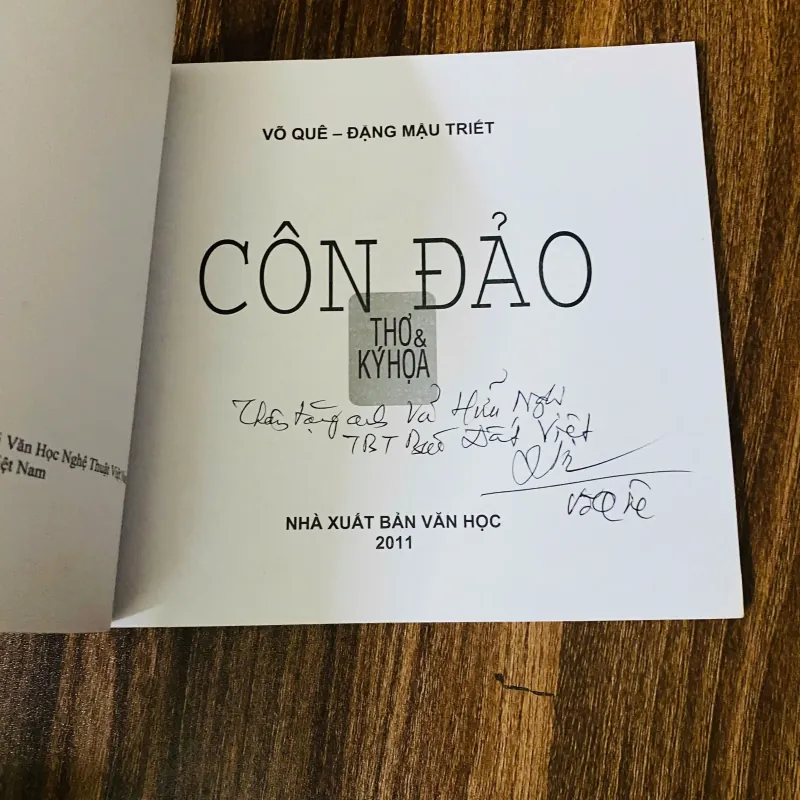 VÕ QUÊ – ĐẶNG MẬU TRIẾT
CÔN ĐẢO
THƠ &
KÝ HỌA
Thân tặng anh Vũ Hữu Nghị
TBT Báo Đất Việt
Võ Quê
NHÀ XUẤT BẢN VĂN HỌC
2011
Văn Học Nghệ Thuật Việt
Việt Nam